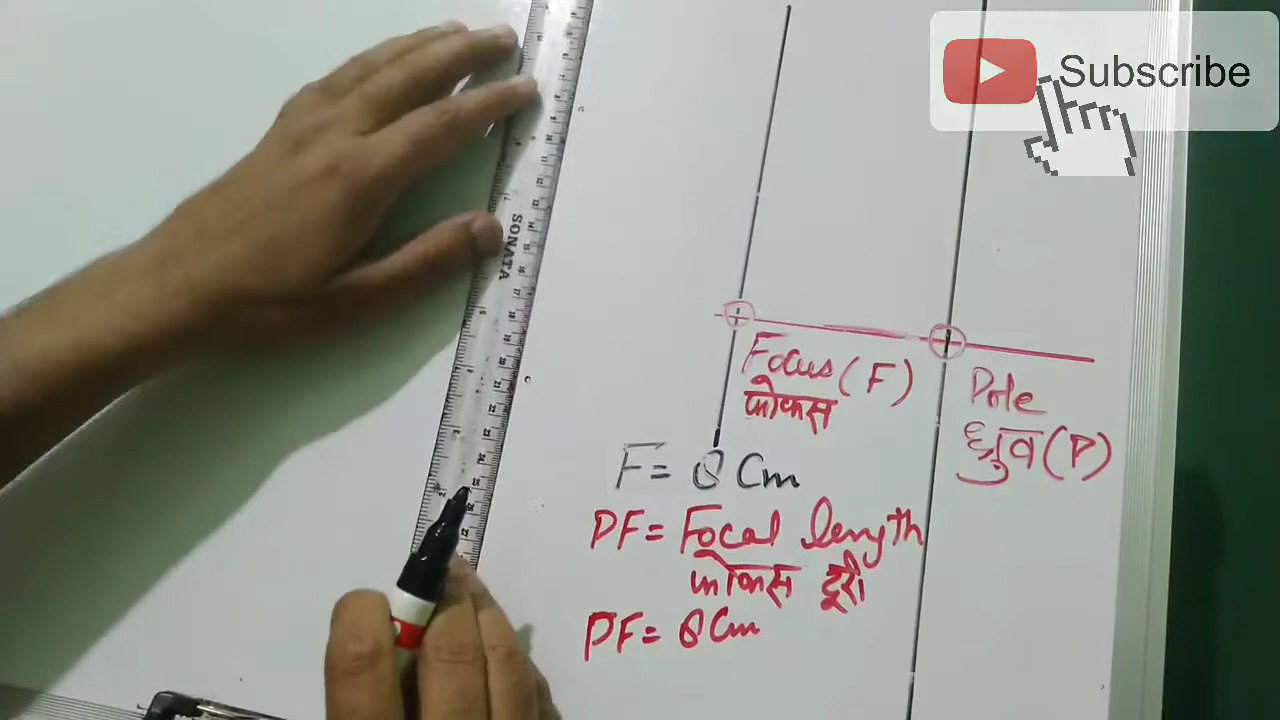 Subscribe
SONATA
Focus (F)
फोकस
Pole
ध्रुव (P)
F = 8 Cm
PF = Focal length
फोकस दूरी
PF = 8 Cm